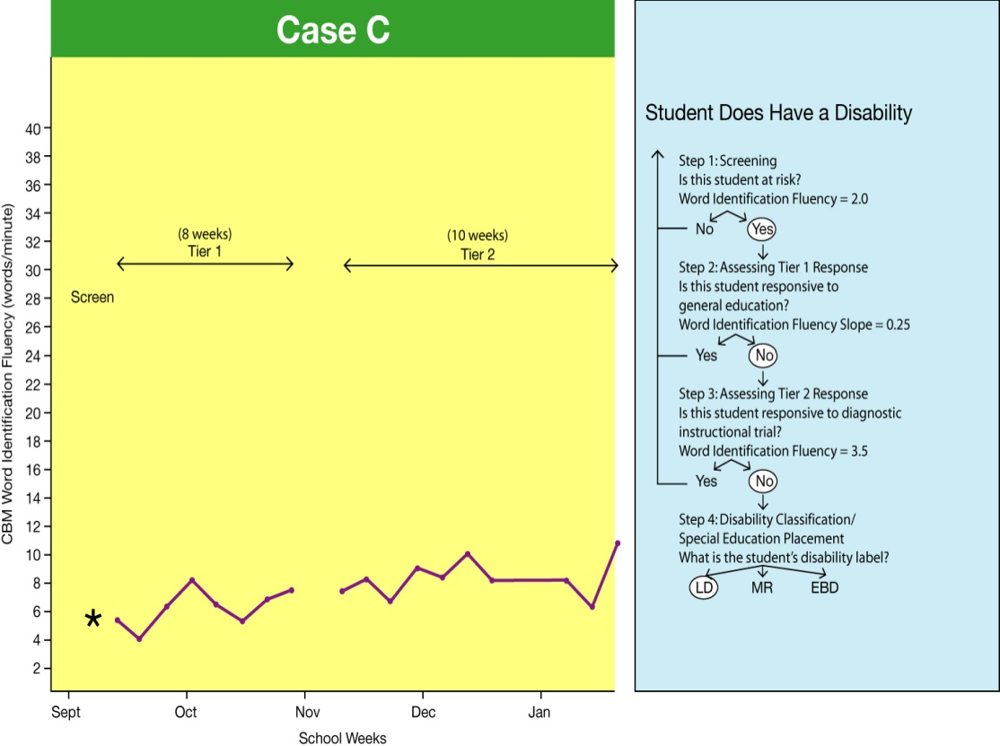 Case C
CBM Word Identification Fluency (words/minute)
40
38
36
34
32
30
28
26
24
22
20
18
16
14
12
10
8
6
4
2
(8 weeks)
Tier 1
(10 weeks)
Tier 2
Screen
*
Sept
Oct
Nov
Dec
Jan
School Weeks
Student Does Have a Disability
Step 1: Screening
Is this student at risk?
Word Identification Fluency = 2.0
No Yes
Step 2: Assessing Tier 1 Response
Is this student responsive to
general education?
Word Identification Fluency Slope = 0.25
Yes No
Step 3: Assessing Tier 2 Response
Is this student responsive to diagnostic
instructional trial?
Word Identification Fluency = 3.5
Yes No
Step 4: Disability Classification/
Special Education Placement
What is the student's disability label?
LD MR EBD